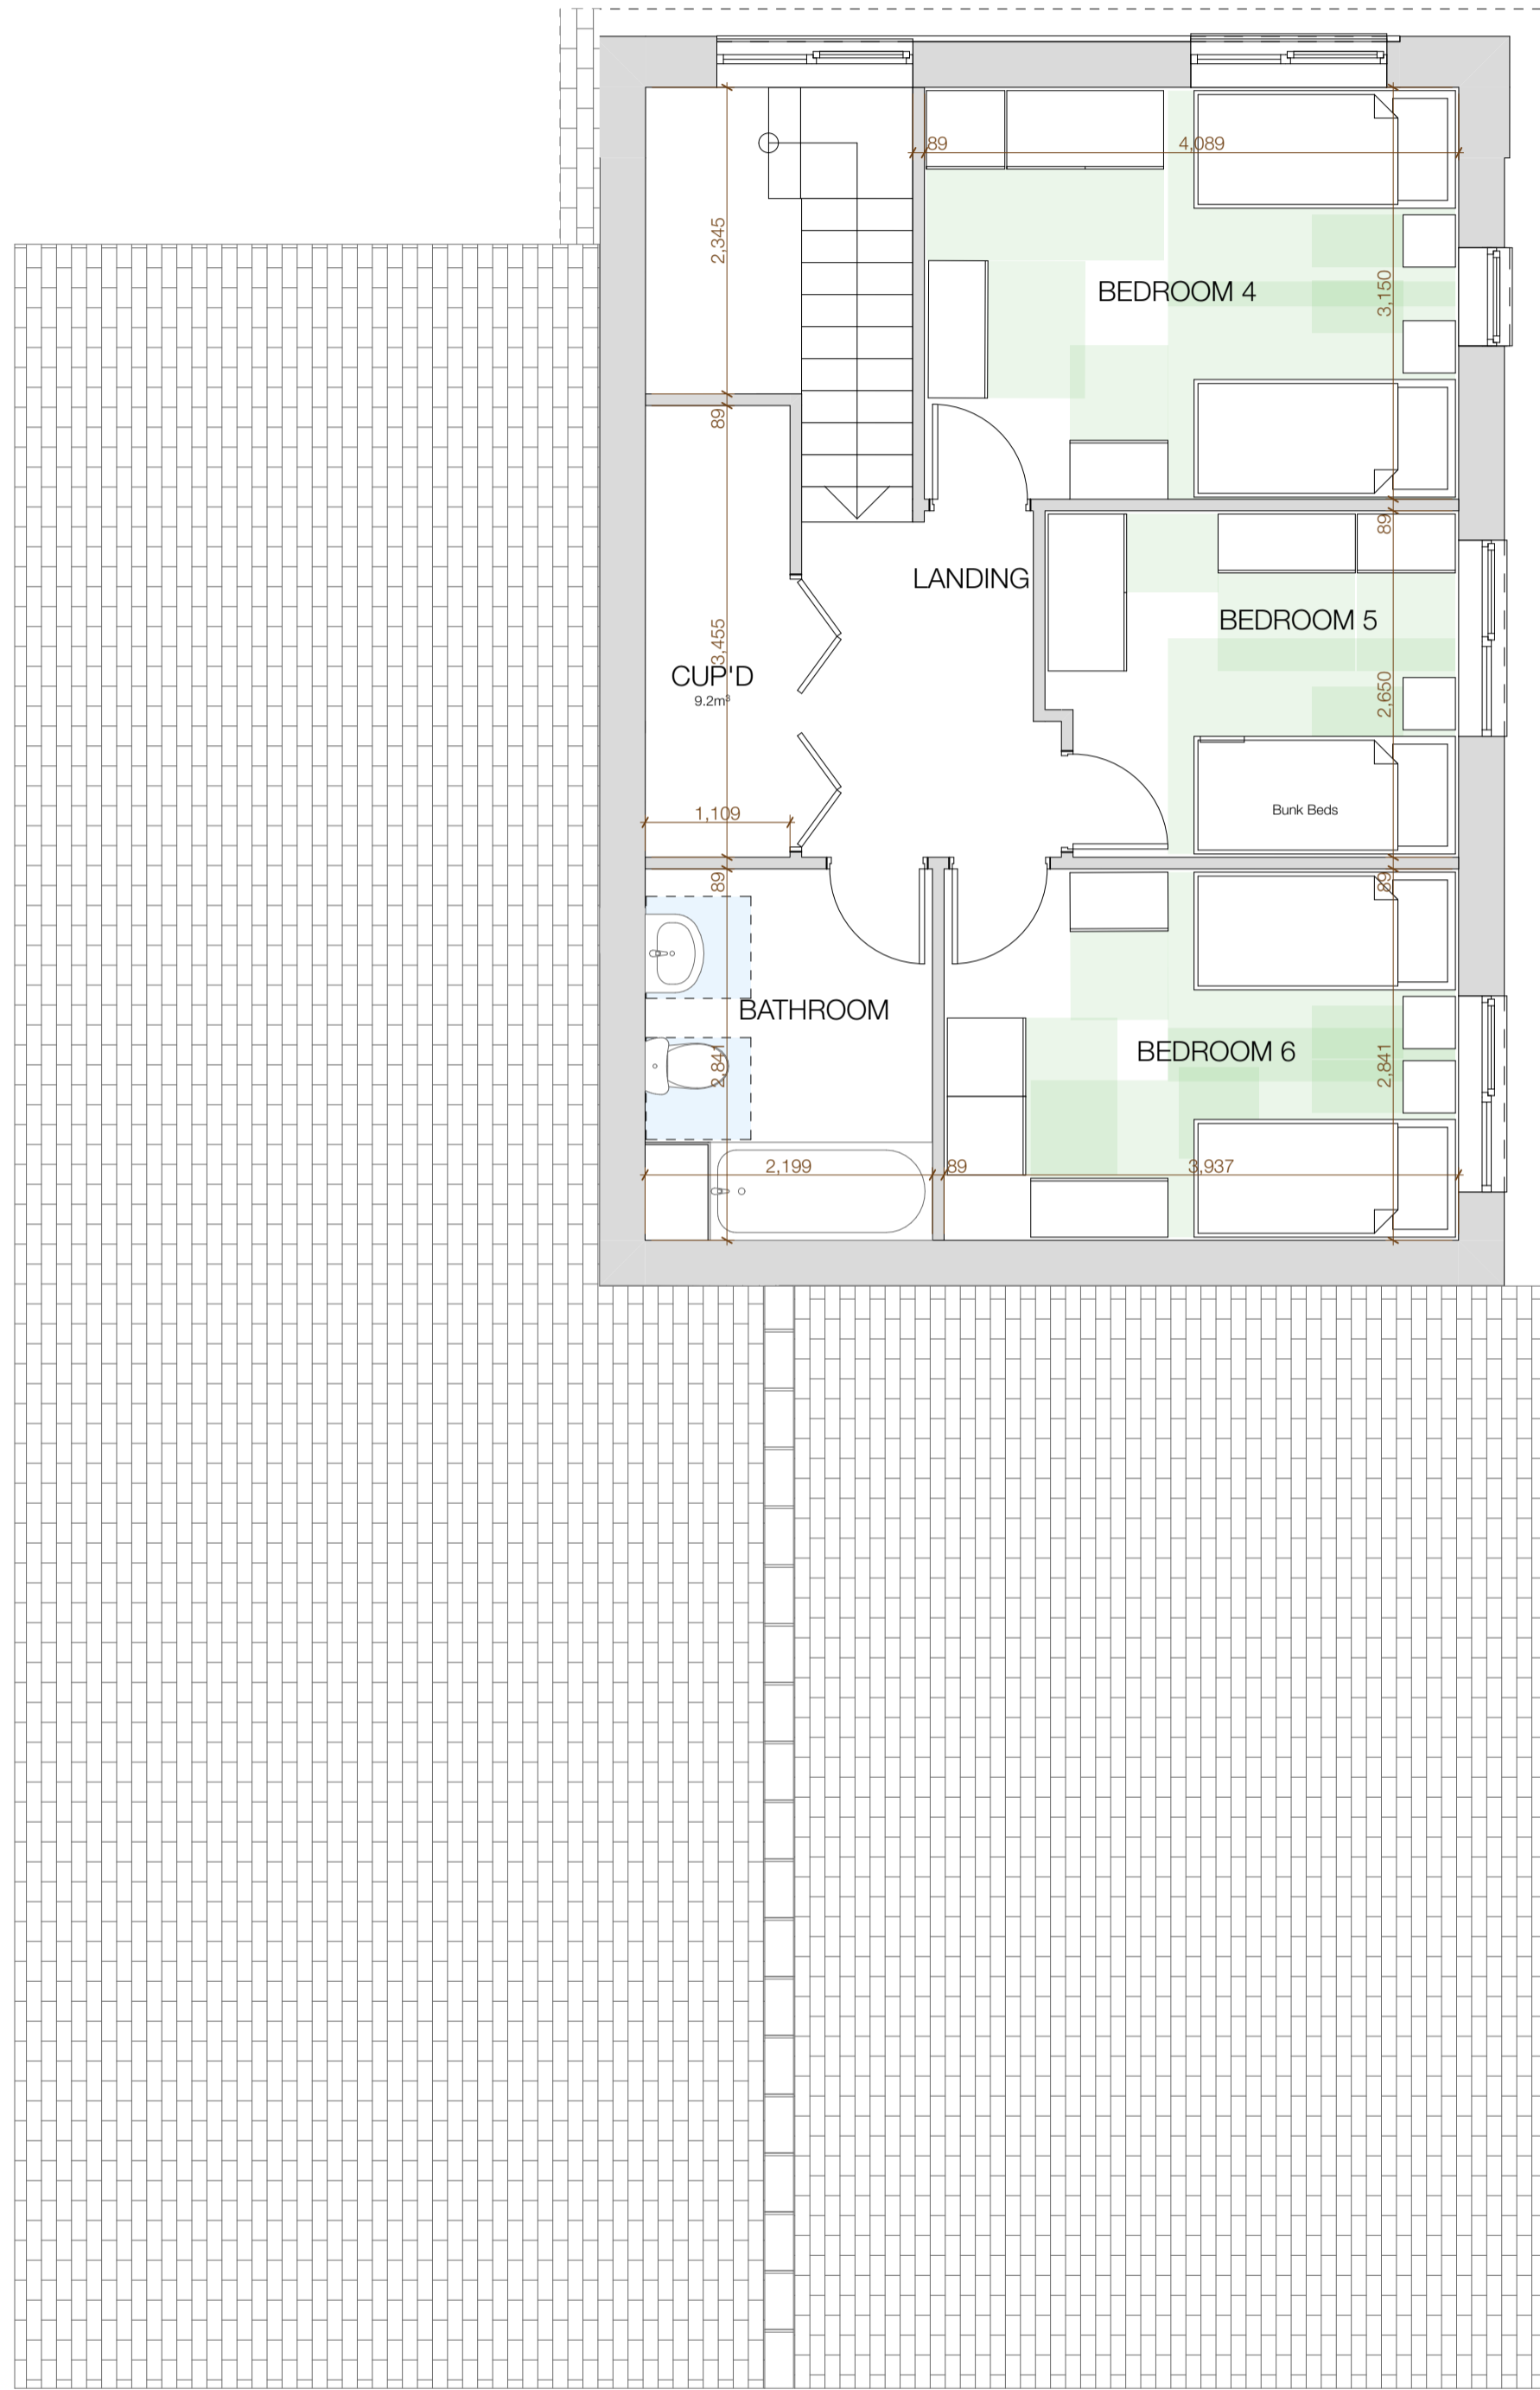 89
4,089
2,345
BEDROOM 4
3,150
89
89
LANDING
BEDROOM 5
3,455
CUP'D
9.2m³
2,650
1,109
Bunk Beds
89
89
BATHROOM
BEDROOM 6
2,841
2,841
2,199
89
3,937